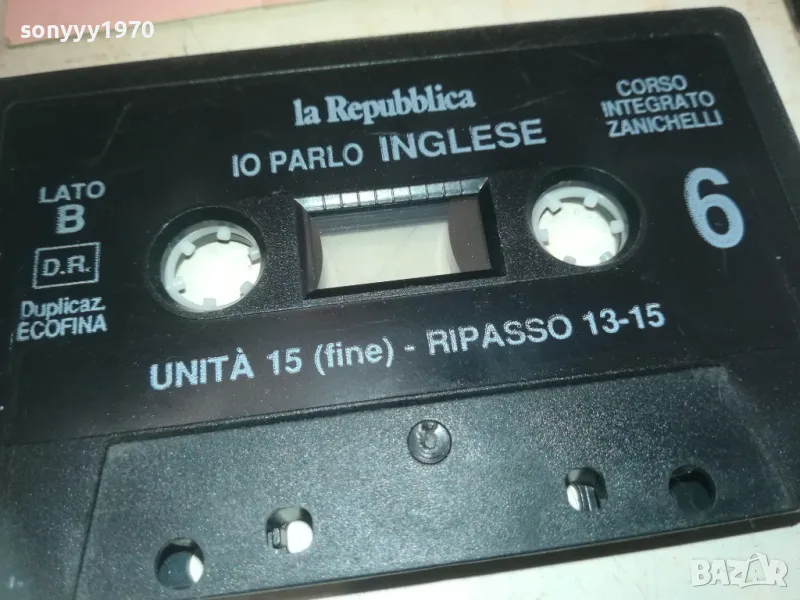 sonyyy1970
la Repubblica
IO PARLO INGLESE
CORSO
INTEGRATO
ZANICHELLI
6
LATO
B
D.R.
Duplicaz.
ECOFINA
UNITÀ 15 (fine) - RIPASSO 13-15
BAZAR